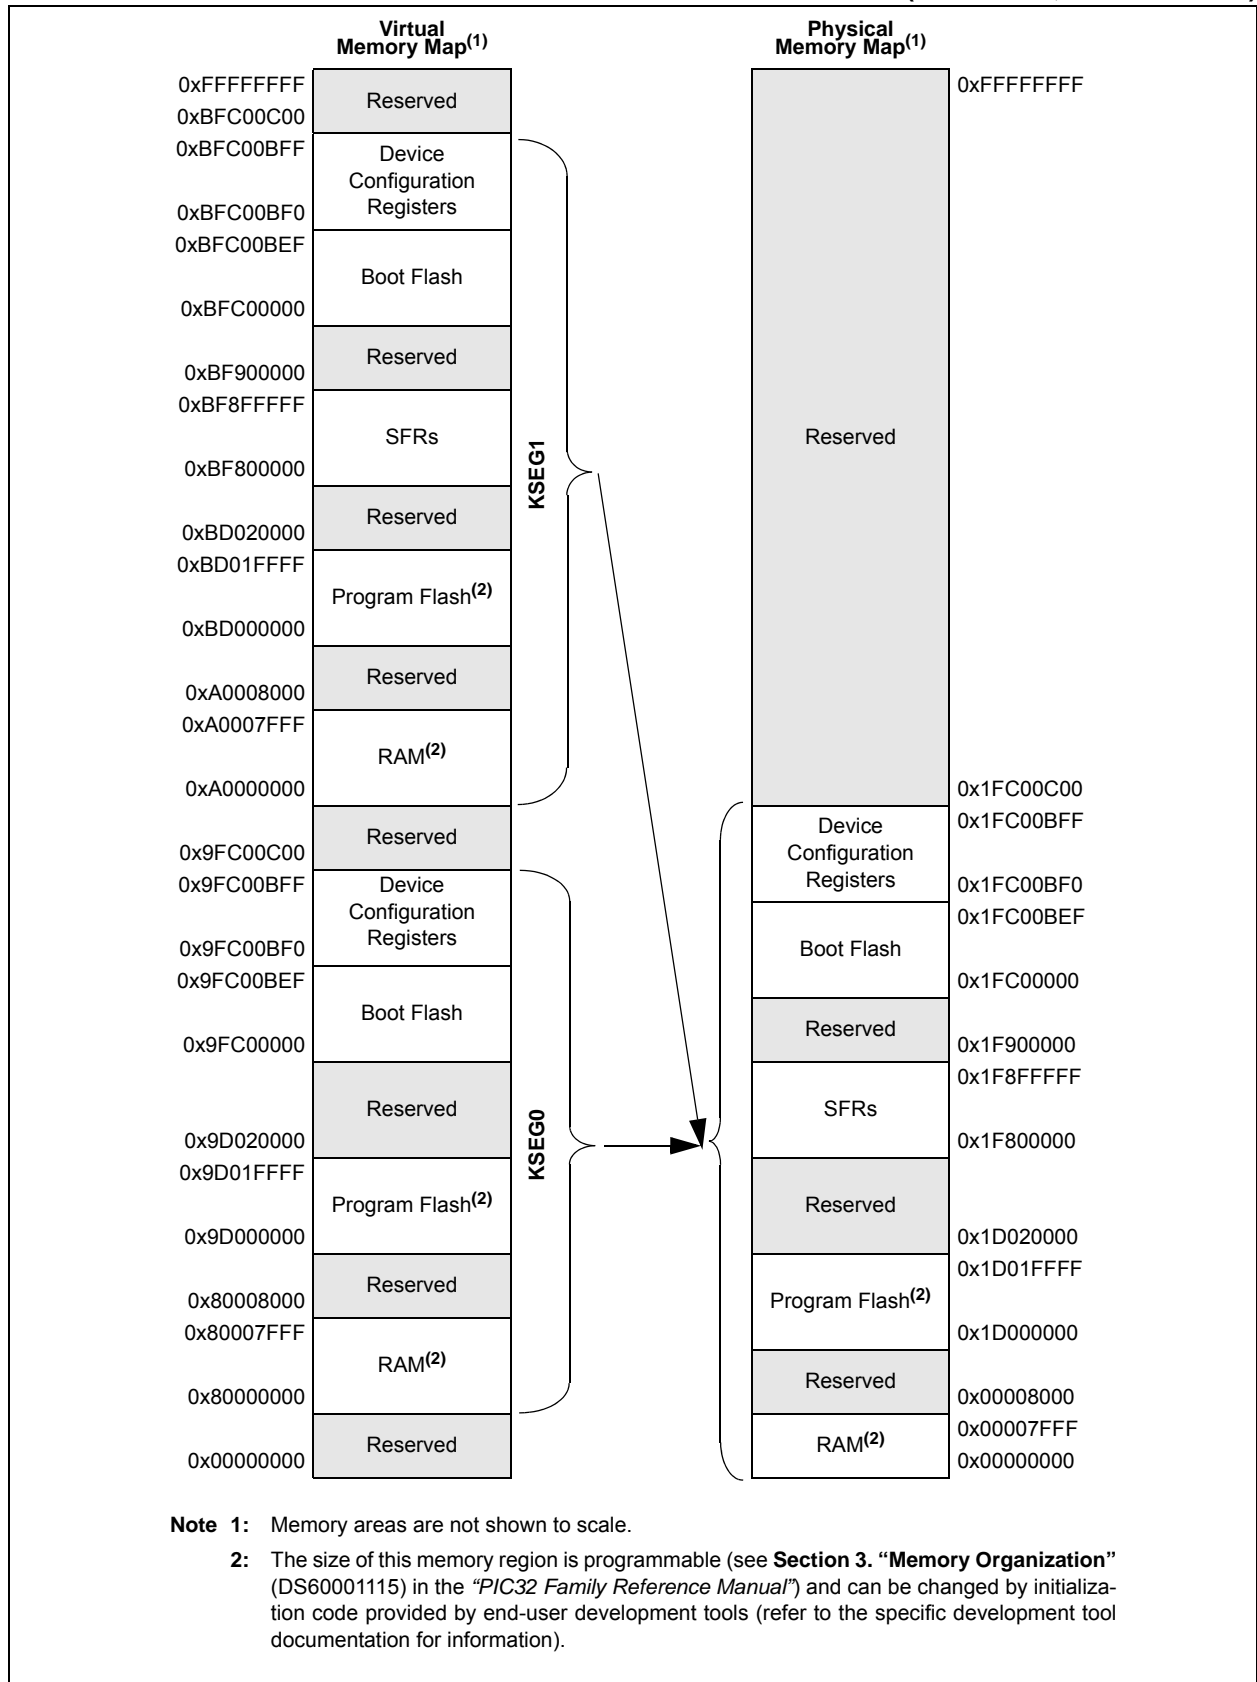 Virtual
Memory Map(1)
Physical
Memory Map(1)
0xFFFFFFFF
Reserved
0xBFC00C00
0xBFC00BFF
Device
Configuration
Registers
0xBFC00BF0
0xBFC00BEF
Boot Flash
0xBFC00000
Reserved
0xBF900000
0xBF8FFFFF
SFRs
0xBF800000
Reserved
0xBD020000
0xBD01FFFF
Program Flash(2)
0xBD000000
Reserved
0xA0008000
0xA0007FFF
RAM(2)
0xA0000000
KSEG1
Reserved
0x9FC00C00
0x9FC00BFF
Device
Configuration
Registers
0x9FC00BF0
0x9FC00BEF
Boot Flash
0x9FC00000
Reserved
0x9D020000
0x9D01FFFF
Program Flash(2)
0x9D000000
Reserved
0x80008000
0x80007FFF
RAM(2)
0x80000000
KSEG0
Reserved
0x00000000
0xFFFFFFFF
Reserved
0x1FC00C00
0x1FC00BFF
Device
Configuration
Registers
0x1FC00BF0
0x1FC00BEF
Boot Flash
0x1FC00000
Reserved
0x1F900000
0x1F8FFFFF
SFRs
0x1F800000
Reserved
0x1D020000
0x1D01FFFF
Program Flash(2)
0x1D000000
Reserved
0x00008000
0x00007FFF
RAM(2)
0x00000000
Note 1: Memory areas are not shown to scale.
2: The size of this memory region is programmable (see Section 3. “Memory Organization”
(DS60001115) in the “PIC32 Family Reference Manual”) and can be changed by initializa-
tion code provided by end-user development tools (refer to the specific development tool
documentation for information).